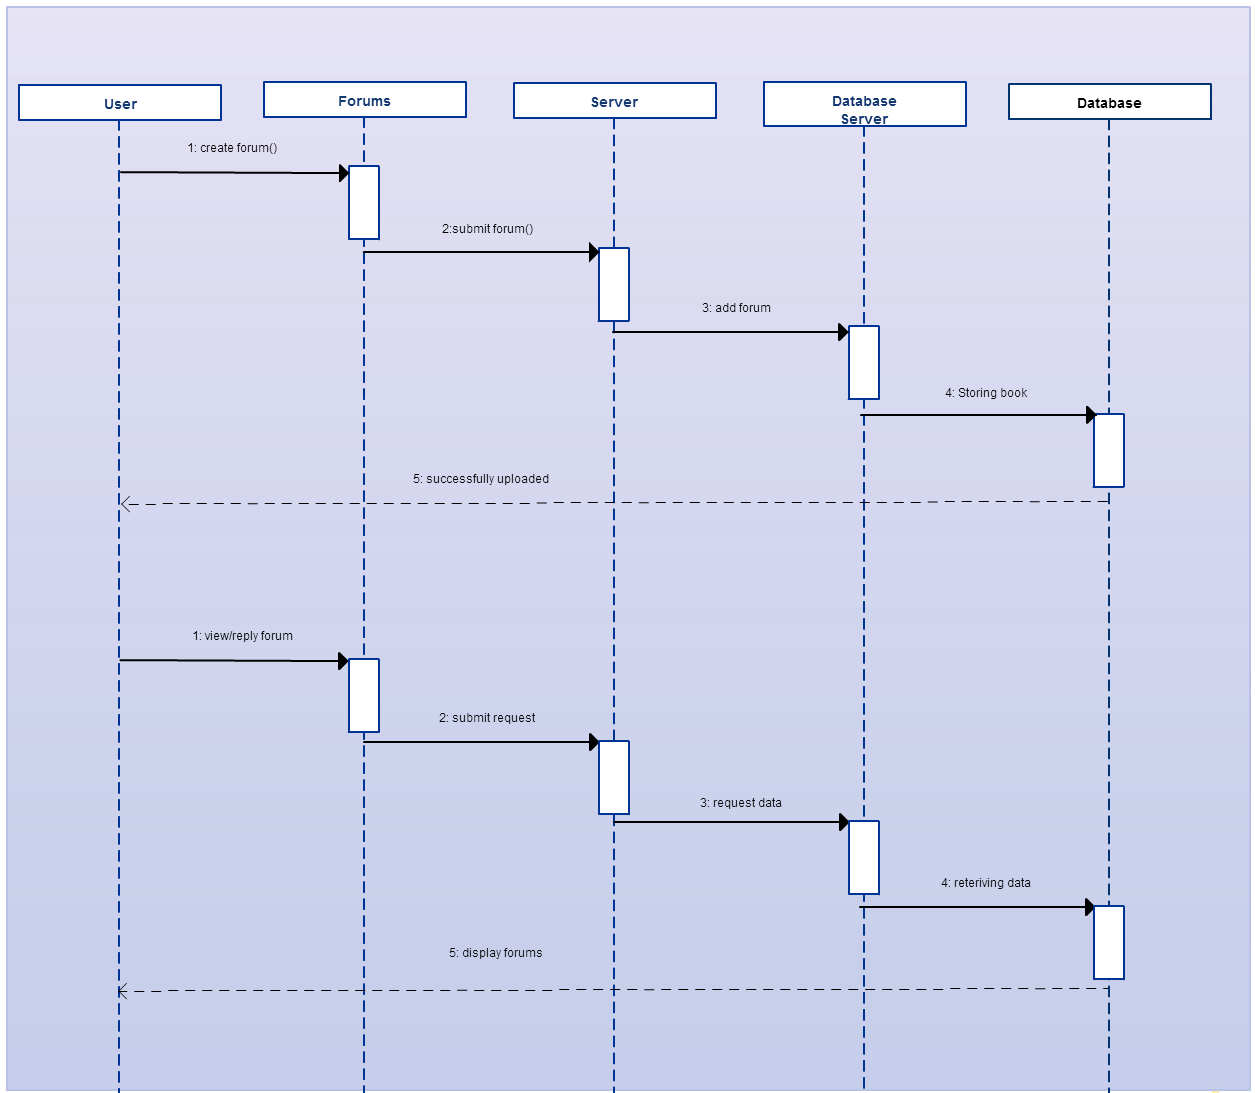 User
Forums
Server
Database
Server
Database
1: create forum()
2:submit forum()
3: add forum
4: Storing book
5: successfully uploaded
1: view/reply forum
2: submit request
3: request data
4: reteriving data
5: display forums